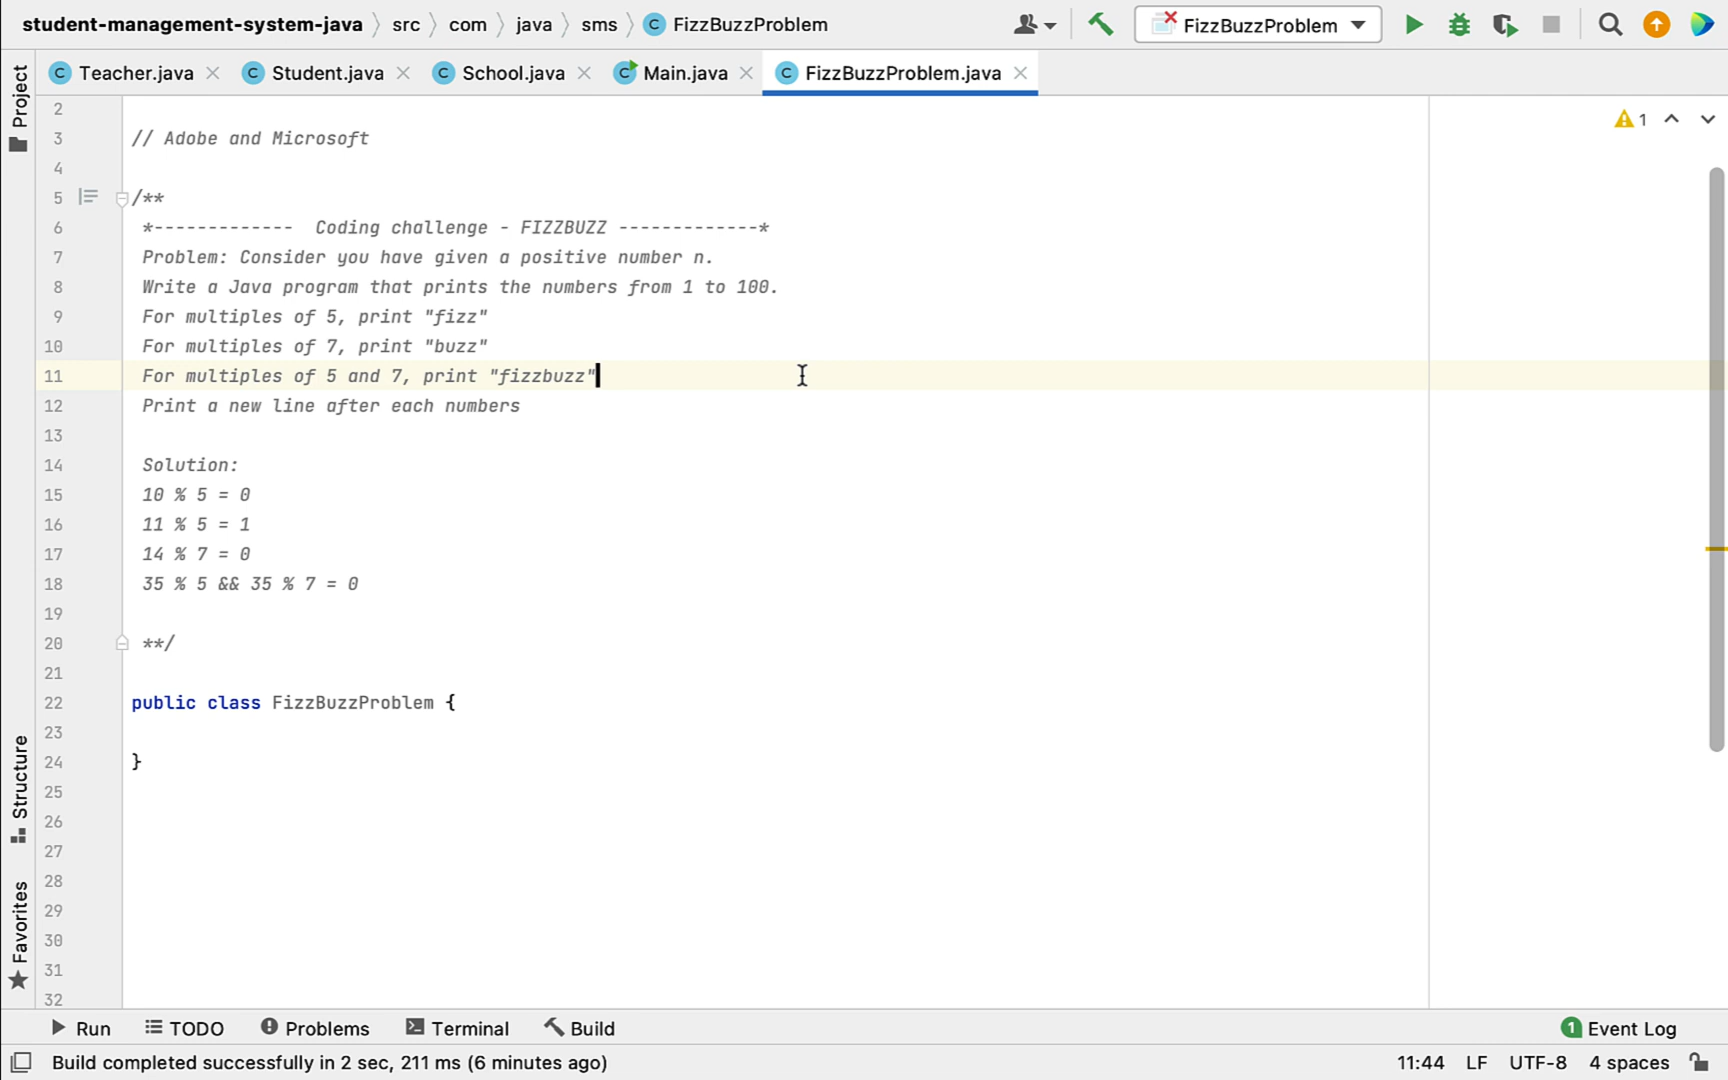 student-management-system-java src com java sms FizzBuzzProblem FizzBuzzProblem
Teacher.java Student.java School.java Main.java FizzBuzzProblem.java
Project
Structure
Favorites
1
2
3 // Adobe and Microsoft
4
5 /**
6 *------------- Coding challenge - FIZZBUZZ -------------*
7 Problem: Consider you have given a positive number n.
8 Write a Java program that prints the numbers from 1 to 100.
9 For multiples of 5, print "fizz"
10 For multiples of 7, print "buzz"
11 For multiples of 5 and 7, print "fizzbuzz"
12 Print a new line after each numbers
13
14 Solution:
15 10 % 5 = 0
16 11 % 5 = 1
17 14 % 7 = 0
18 35 % 5 && 35 % 7 = 0
19
20 **/
21
22 public class FizzBuzzProblem {
23
24 }
25
26
27
28
29
30
31
32
Run TODO Problems Terminal Build 1 Event Log
Build completed successfully in 2 sec, 211 ms (6 minutes ago) 11:44 LF UTF-8 4 spaces